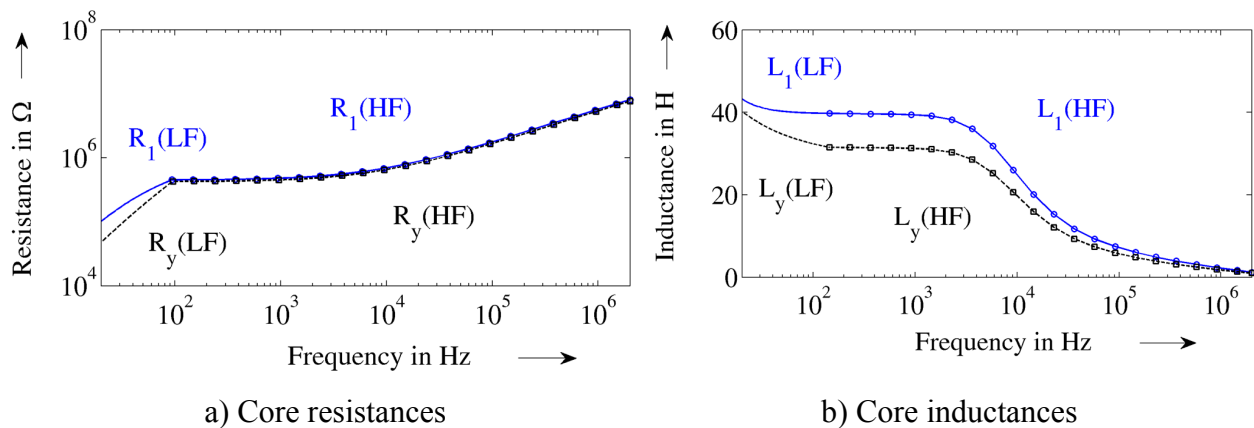 10^8
10^6
10^4
Resistance in Ω
R_1(LF)
R_1(HF)
R_y(LF)
R_y(HF)
10^2 10^3 10^4 10^5 10^6
Frequency in Hz
a) Core resistances
60
40
20
0
Inductance in H
L_1(LF)
L_1(HF)
L_y(LF)
L_y(HF)
10^2 10^3 10^4 10^5 10^6
Frequency in Hz
b) Core inductances